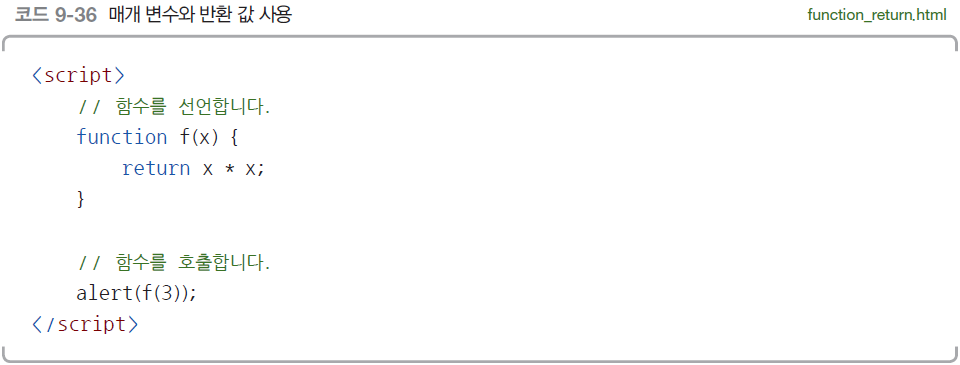 코드 9-36 매개 변수와 반환 값 사용 function_return.html
<script>
// 함수를 선언합니다.
function f(x) {
return x * x;
}
// 함수를 호출합니다.
alert(f(3));
</script>